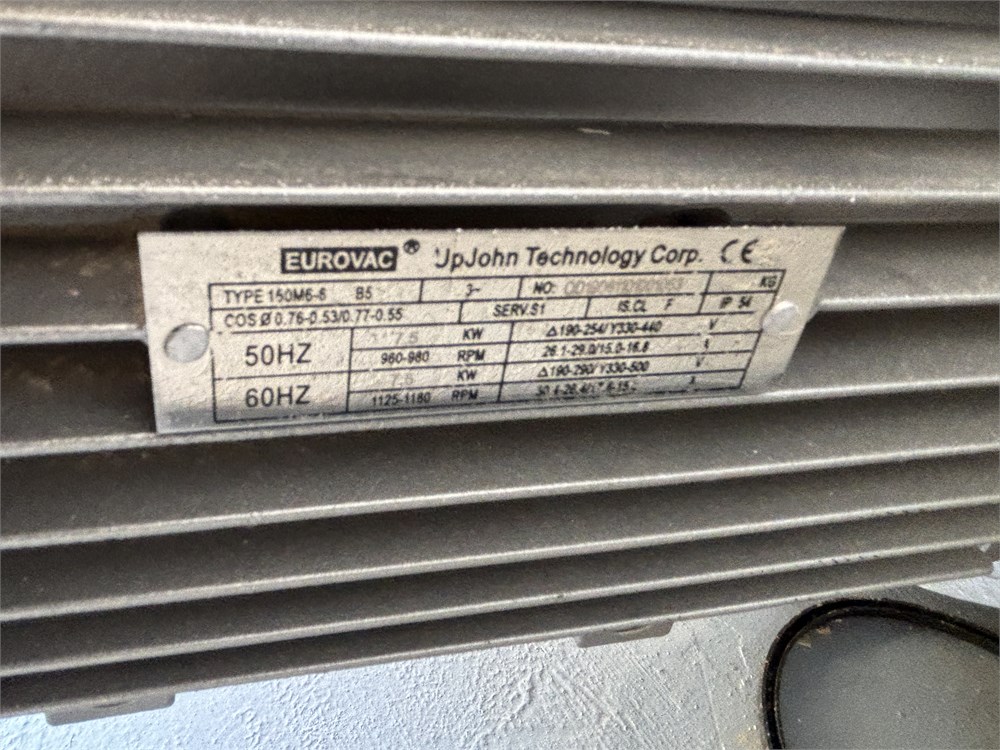 EUROVAC ® UpJohn Technology Corp. CE
TYPE 150M6-6 B5 3~ NO: KG
COS Ø 0.76-0.53/0.77-0.55 SERV.S1 IS.CL F IP 54
50HZ 7.5 KW Δ190-254/Y330-440 V
960-980 RPM 26.1-29.0/15.0-16.8 A
60HZ 7.5 KW Δ190-290/Y330-500 V
1125-1180 RPM A